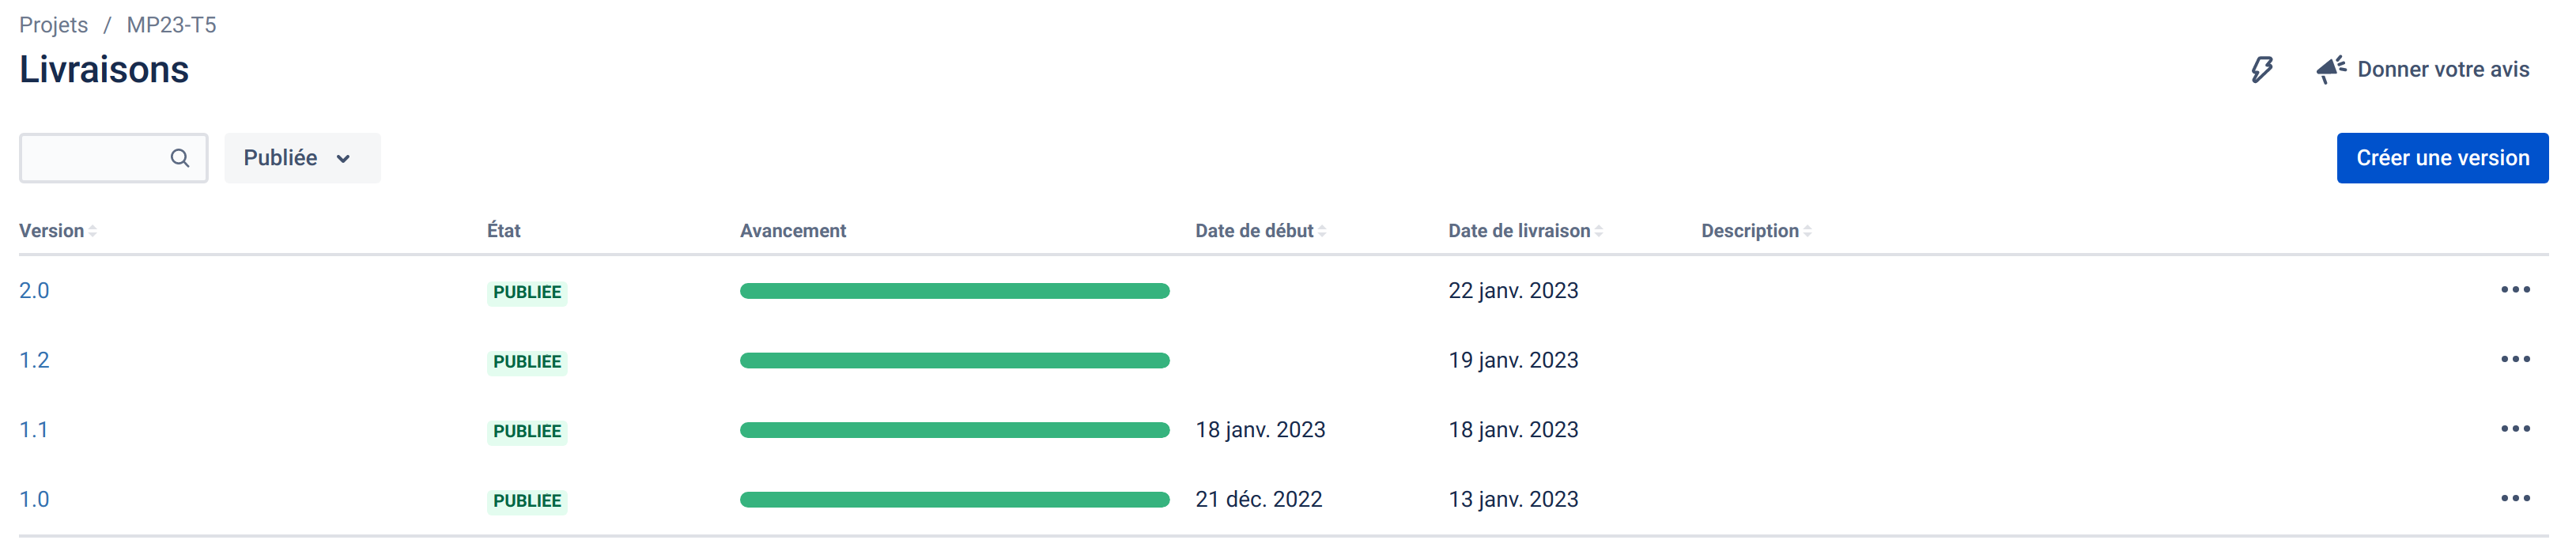 Projets / MP23-T5
Livraisons
Donner votre avis
Publiée
Créer une version
Version État Avancement Date de début Date de livraison Description
2.0 PUBLIEE 22 janv. 2023
1.2 PUBLIEE 19 janv. 2023
1.1 PUBLIEE 18 janv. 2023 18 janv. 2023
1.0 PUBLIEE 21 déc. 2022 13 janv. 2023